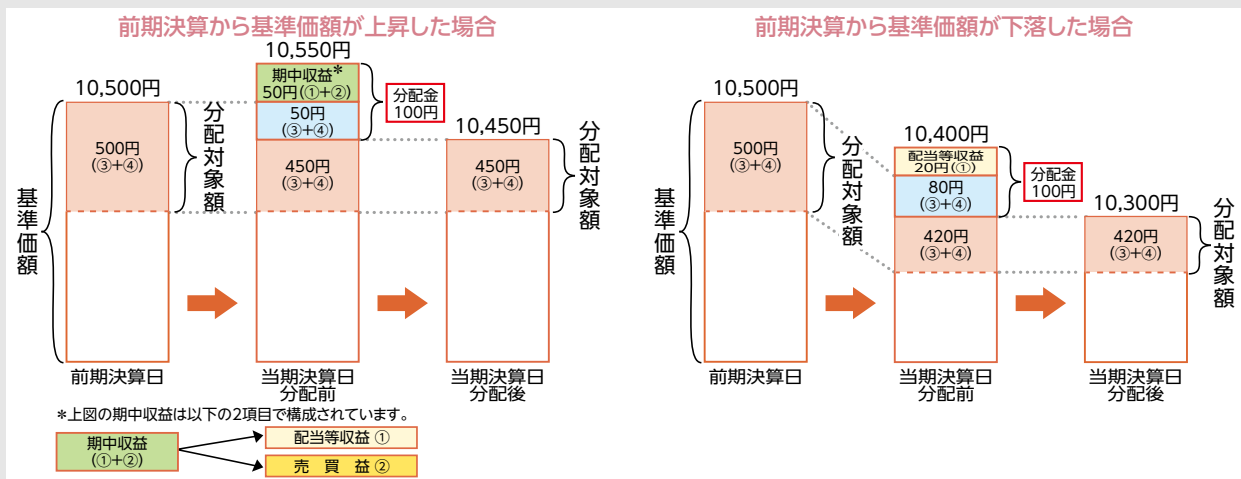 前期決算から基準価額が上昇した場合
10,500円
500円
(③+④)
分配対象額
基準価額
前期決算日
10,550円
期中収益*
50円(①+②)
50円
(③+④)
450円
(③+④)
分配金
100円
当期決算日
分配前
10,450円
450円
(③+④)
分配対象額
当期決算日
分配後
*上図の期中収益は以下の2項目で構成されています。
期中収益
(①+②)
配当等収益 ①
売 買 益 ②
前期決算から基準価額が下落した場合
10,500円
500円
(③+④)
分配対象額
基準価額
前期決算日
10,400円
配当等収益
20円(①)
80円
(③+④)
420円
(③+④)
分配金
100円
当期決算日
分配前
10,300円
420円
(③+④)
分配対象額
当期決算日
分配後